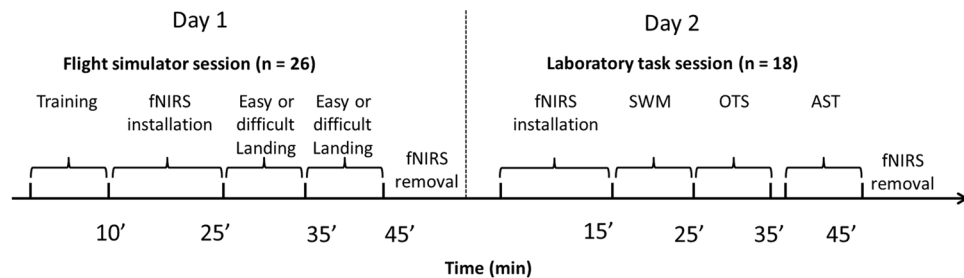 Day 1
Flight simulator session (n = 26)
Training
fNIRS
installation
Easy or
difficult
Landing
Easy or
difficult
Landing
fNIRS
removal
10’
25’
35’
45’
Day 2
Laboratory task session (n = 18)
fNIRS
installation
SWM
OTS
AST
fNIRS
removal
15’
25’
35’
45’
Time (min)